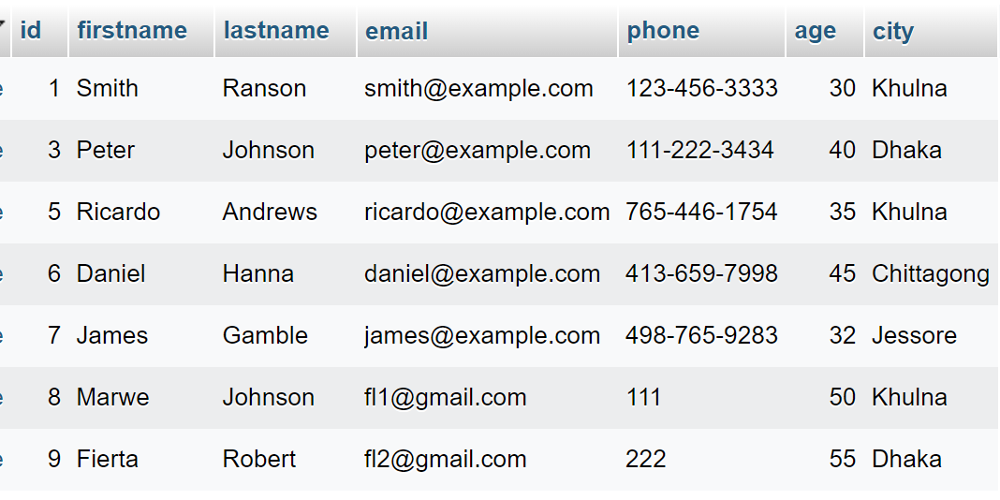 id firstname lastname email phone age city
1 Smith Ranson smith@example.com 123-456-3333 30 Khulna
3 Peter Johnson peter@example.com 111-222-3434 40 Dhaka
5 Ricardo Andrews ricardo@example.com 765-446-1754 35 Khulna
6 Daniel Hanna daniel@example.com 413-659-7998 45 Chittagong
7 James Gamble james@example.com 498-765-9283 32 Jessore
8 Marwe Johnson fl1@gmail.com 111 50 Khulna
9 Fierta Robert fl2@gmail.com 222 55 Dhaka